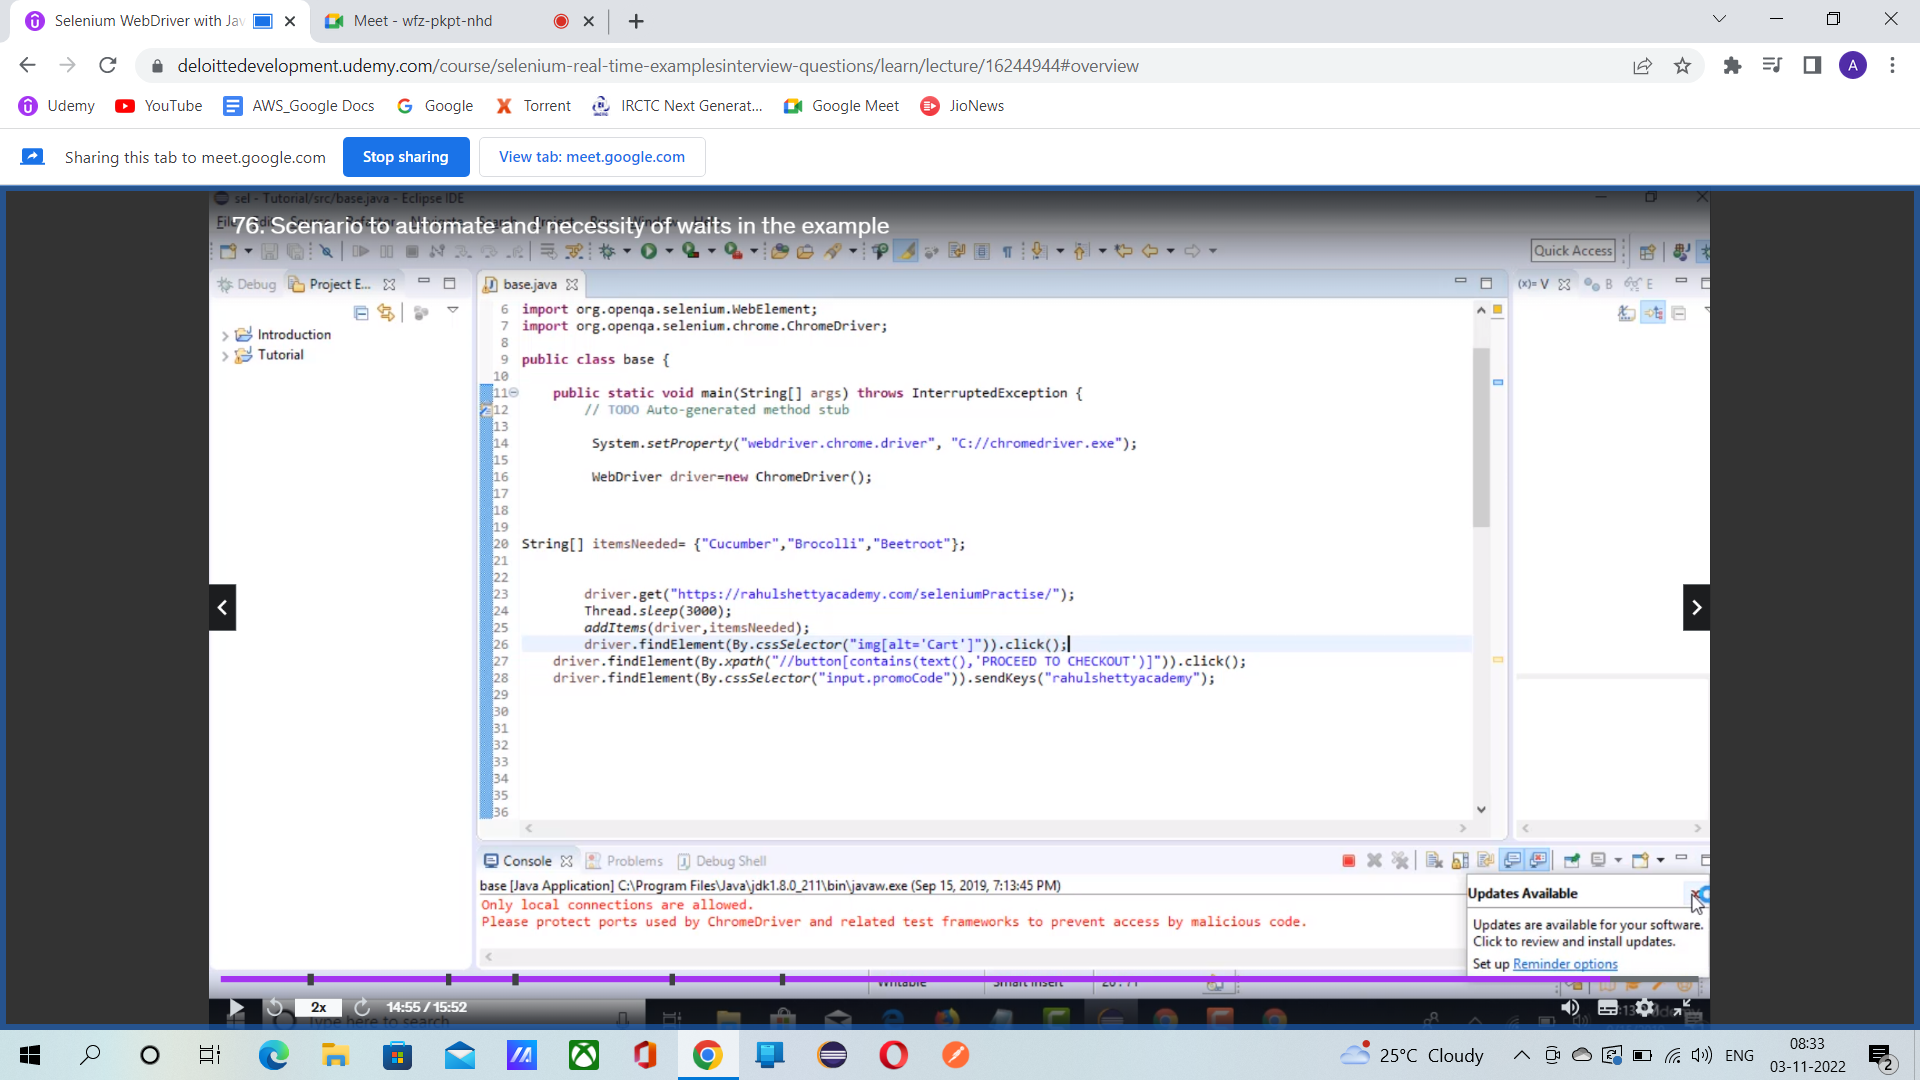 Selenium WebDriver with Jav
Meet - wfz-pkpt-nhd
deloittedevelopment.udemy.com/course/selenium-real-time-examplesinterview-questions/learn/lecture/16244944#overview
A
Udemy
YouTube
AWS_Google Docs
Google
Torrent
IRCTC Next Generat...
Google Meet
JioNews
Sharing this tab to meet.google.com
Stop sharing
View tab: meet.google.com
sel - Tutorial/src/base.java - Eclipse IDE
76. Scenario to automate and necessity of waits in the example
Quick Access
Debug
Project E...
base.java
(x)= V
B
E
Introduction
Tutorial
6 import org.openqa.selenium.WebElement;
7 import org.openqa.selenium.chrome.ChromeDriver;
8
9 public class base {
10
11 public static void main(String[] args) throws InterruptedException {
12 // TODO Auto-generated method stub
13
14 System.setProperty("webdriver.chrome.driver", "C://chromedriver.exe");
15
16 WebDriver driver=new ChromeDriver();
17
18
19
20 String[] itemsNeeded= {"Cucumber","Brocolli","Beetroot"};
21
22
23 driver.get("https://rahulshettyacademy.com/seleniumPractise/");
24 Thread.sleep(3000);
25 addItems(driver,itemsNeeded);
26 driver.findElement(By.cssSelector("img[alt='Cart']")).click();
27 driver.findElement(By.xpath("//button[contains(text(),'PROCEED TO CHECKOUT')]")).click();
28 driver.findElement(By.cssSelector("input.promoCode")).sendKeys("rahulshettyacademy");
29
30
31
32
33
34
35
36
Console
Problems
Debug Shell
base [Java Application] C:\Program Files\Java\jdk1.8.0_211\bin\javaw.exe (Sep 15, 2019, 7:13:45 PM)
Only local connections are allowed.
Please protect ports used by ChromeDriver and related test frameworks to prevent access by malicious code.
Updates Available
Updates are available for your software.
Click to review and install updates.
Set up Reminder options
Writable
Smart Insert
2x
14:55 / 15:52
Type here to search
25°C Cloudy
ENG
08:33
03-11-2022
2